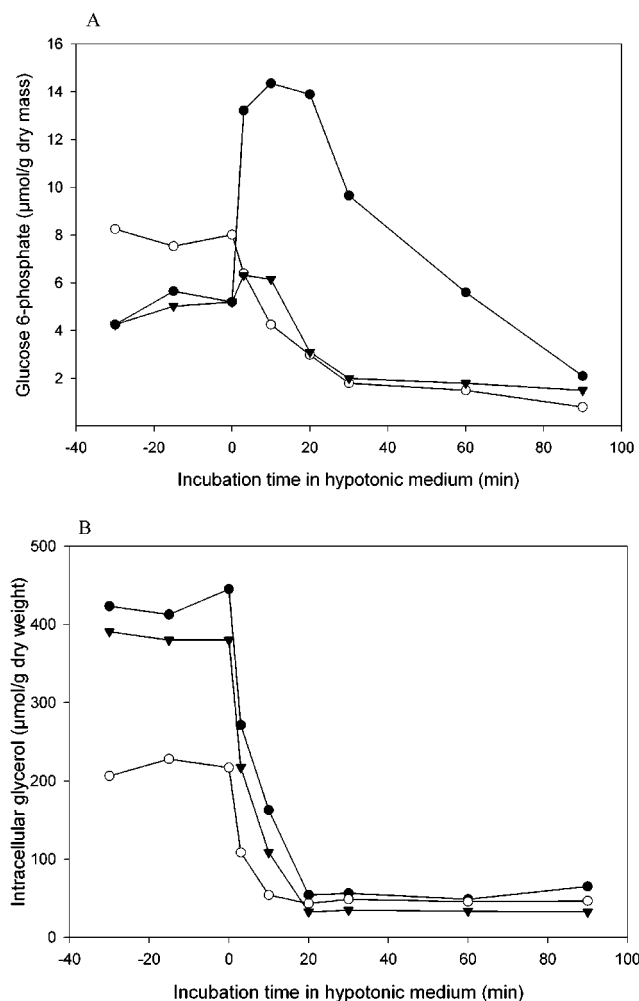 A
16
14
12
10
8
6
4
2
Glucose 6-phosphate (µmol/g dry mass)
-40 -20 0 20 40 60 80 100
Incubation time in hypotonic medium (min)
B
500
400
300
200
100
0
Intracellular glycerol (µmol/g dry weight)
-40 -20 0 20 40 60 80 100
Incubation time in hypotonic medium (min)